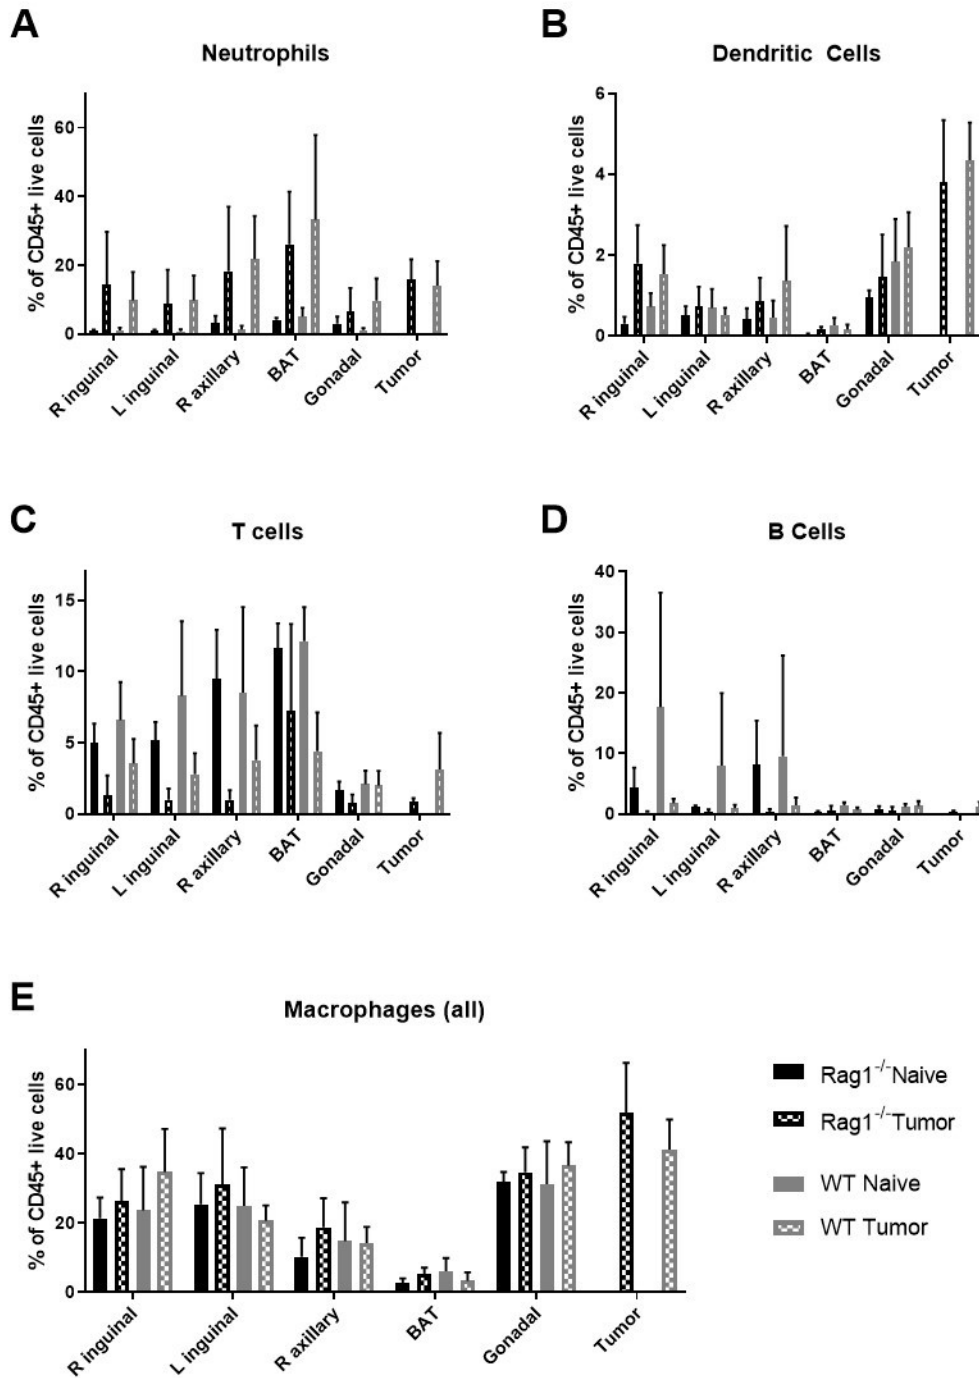 A
Neutrophils
% of CD45+ live cells
60
40
20
0
R inguinal
L inguinal
R axillary
BAT
Gonadal
Tumor
B
Dendritic Cells
% of CD45+ live cells
6
4
2
0
R inguinal
L inguinal
R axillary
BAT
Gonadal
Tumor
C
T cells
% of CD45+ live cells
15
10
5
0
R inguinal
L inguinal
R axillary
BAT
Gonadal
Tumor
D
B Cells
% of CD45+ live cells
40
30
20
10
0
R inguinal
L inguinal
R axillary
BAT
Gonadal
Tumor
E
Macrophages (all)
% of CD45+ live cells
60
40
20
0
R inguinal
L inguinal
R axillary
BAT
Gonadal
Tumor
Rag1-/-Naive
Rag1-/-Tumor
WT Naive
WT Tumor